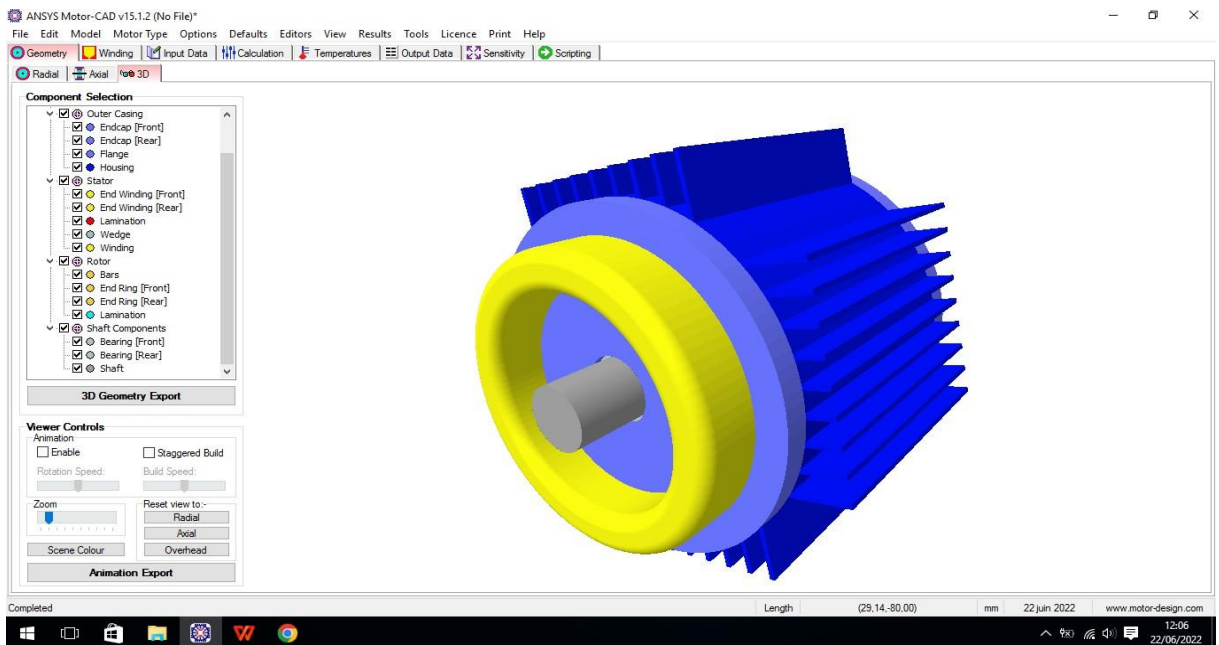 ANSYS Motor-CAD v15.1.2 (No File)*
File Edit Model Motor Type Options Defaults Editors View Results Tools Licence Print Help
Geometry Winding Input Data Calculation Temperatures Output Data Sensitivity Scripting
Radial Axial 3D
Component Selection
Outer Casing
Endcap [Front]
Endcap [Rear]
Flange
Housing
Stator
End Winding [Front]
End Winding [Rear]
Lamination
Wedge
Winding
Rotor
Bars
End Ring [Front]
End Ring [Rear]
Lamination
Shaft Components
Bearing [Front]
Bearing [Rear]
Shaft
3D Geometry Export
Viewer Controls
Animation
Enable Staggered Build
Rotation Speed: Build Speed:
Zoom Reset view to:-
Radial
Axial
Scene Colour Overhead
Animation Export
Completed Length (29,14,-80,00) mm 22 juin 2022 www.motor-design.com
12:06
22/06/2022